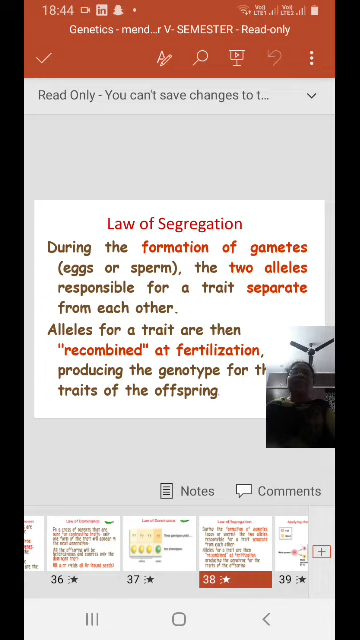 18:44
Genetics - mend...r V- SEMESTER - Read-only
Read Only - You can't save changes to t...
Law of Segregation
During the formation of gametes
(eggs or sperm), the two alleles
responsible for a trait separate
from each other.
Alleles for a trait are then
"recombined" at fertilization,
producing the genotype for th
traits of the offspring
Notes
Comments
36
37
38
39